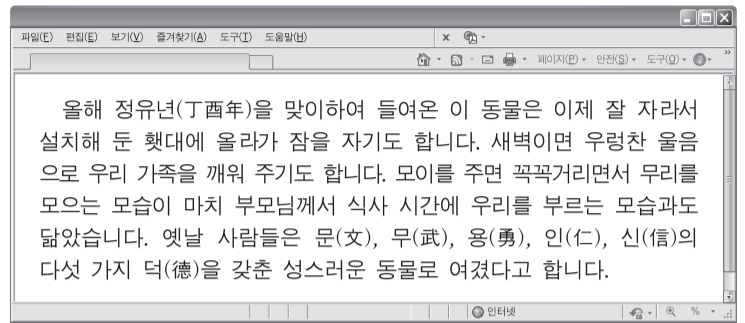 파일(F) 편집(E) 보기(V) 즐겨찾기(A) 도구(T) 도움말(H) x
페이지(P) 안전(S) 도구(O) ? »
올해 정유년(丁酉年)을 맞이하여 들여온 이 동물은 이제 잘 자라서
설치해 둔 횃대에 올라가 잠을 자기도 합니다. 새벽이면 우렁찬 울음
으로 우리 가족을 깨워 주기도 합니다. 모이를 주면 꼭꼭거리면서 무리를
모으는 모습이 마치 부모님께서 식사 시간에 우리를 부르는 모습과도
닮았습니다. 옛날 사람들은 문(文), 무(武), 용(勇), 인(仁), 신(信)의
다섯 가지 덕(德)을 갖춘 성스러운 동물로 여겼다고 합니다.
인터넷 %